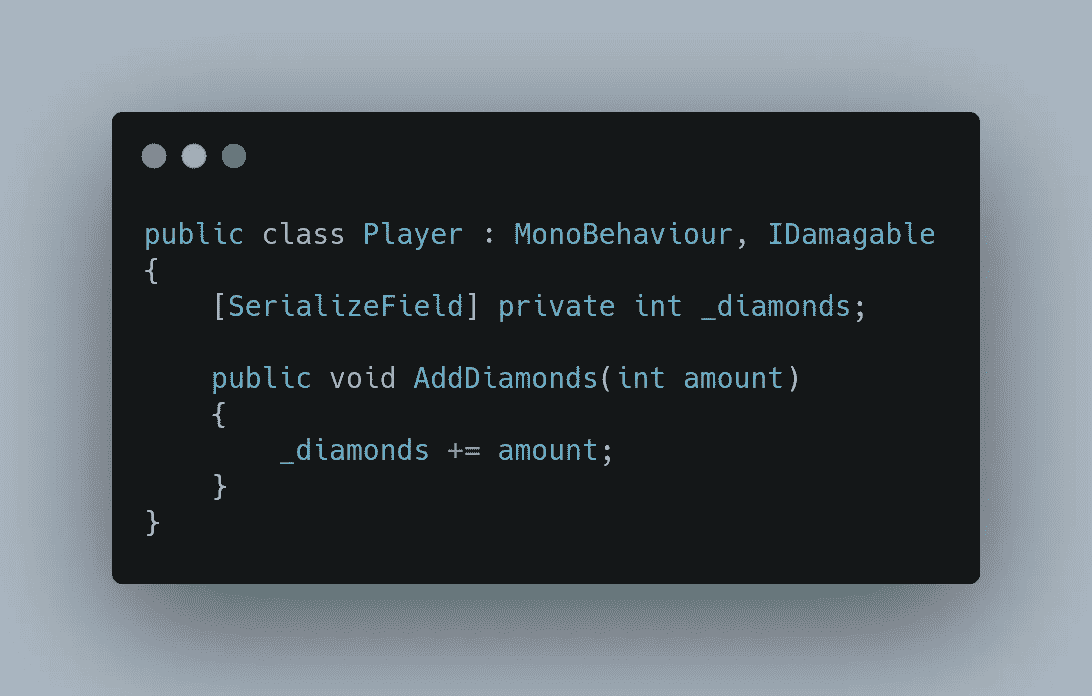 public class Player : MonoBehaviour, IDamagable
{
    [SerializeField] private int _diamonds;

    public void AddDiamonds(int amount)
    {
        _diamonds += amount;
    }
}